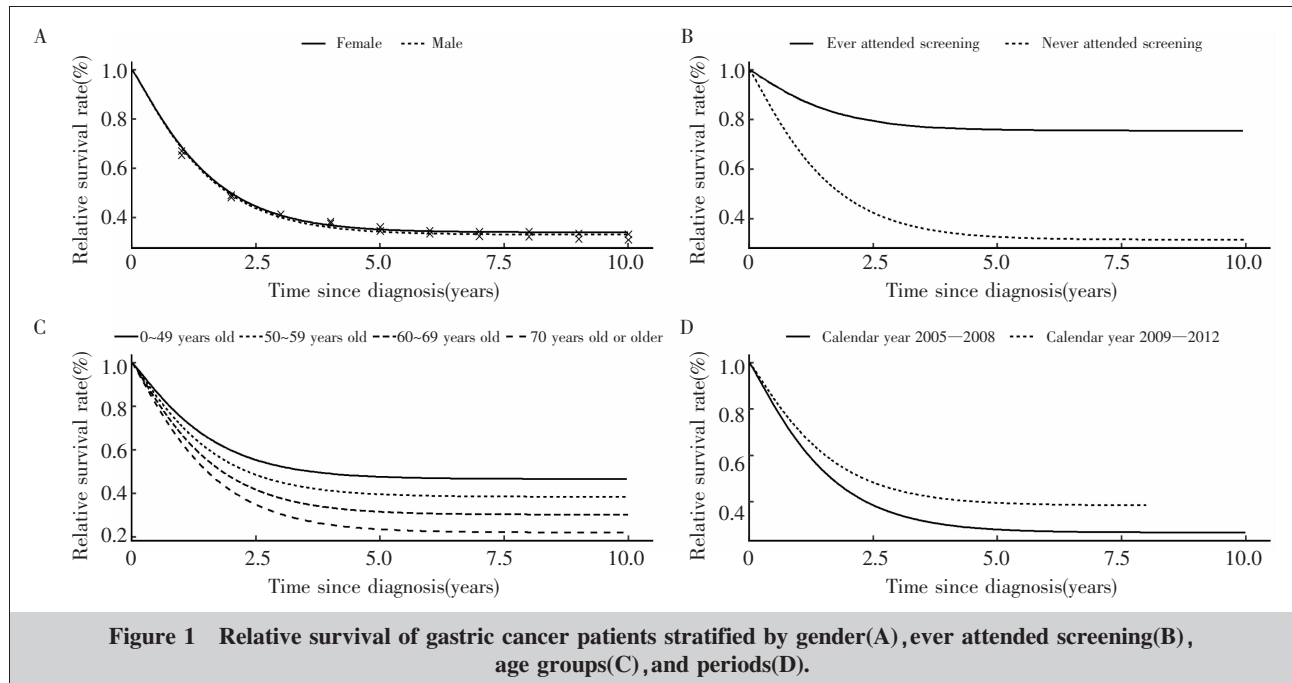 A
Female Male
Relative survival rate(%)
1.0
0.8
0.6
0.4
0 2.5 5.0 7.5 10.0
Time since diagnosis(years)
B
Ever attended screening Never attended screening
Relative survival rate(%)
1.0
0.8
0.6
0.4
0 2.5 5.0 7.5 10.0
Time since diagnosis(years)
C
0~49 years old 50~59 years old 60~69 years old 70 years old or older
Relative survival rate(%)
1.0
0.8
0.6
0.4
0.2
0 2.5 5.0 7.5 10.0
Time since diagnosis(years)
D
Calendar year 2005—2008 Calendar year 2009—2012
Relative survival rate(%)
1.0
0.8
0.6
0.4
0 2.5 5.0 7.5 10.0
Time since diagnosis(years)
Figure 1 Relative survival of gastric cancer patients stratified by gender(A),ever attended screening(B),
age groups(C),and periods(D).